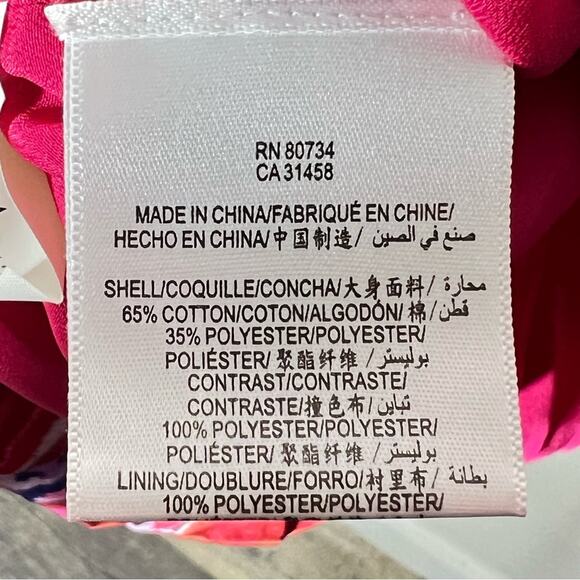 RN 80734
CA 31458
MADE IN CHINA/FABRIQUÉ EN CHINE/
HECHO EN CHINA/中国制造/ صنع في الصين
SHELL/COQUILLE/CONCHA/大身面料/ محارة
65% COTTON/COTON/ALGODÓN/ 棉/ قطن
35% POLYESTER/POLYESTER/
POLIÉSTER/ 聚酯纤维 / بوليستر
CONTRAST/CONTRASTE/
CONTRASTE/撞色布/ تباين
100% POLYESTER/POLYESTER/
POLIÉSTER/ 聚酯纤维 / بوليستر
LINING/DOUBLURE/FORRO/衬里布/ بطانة
100% POLYESTER/POLYESTER/